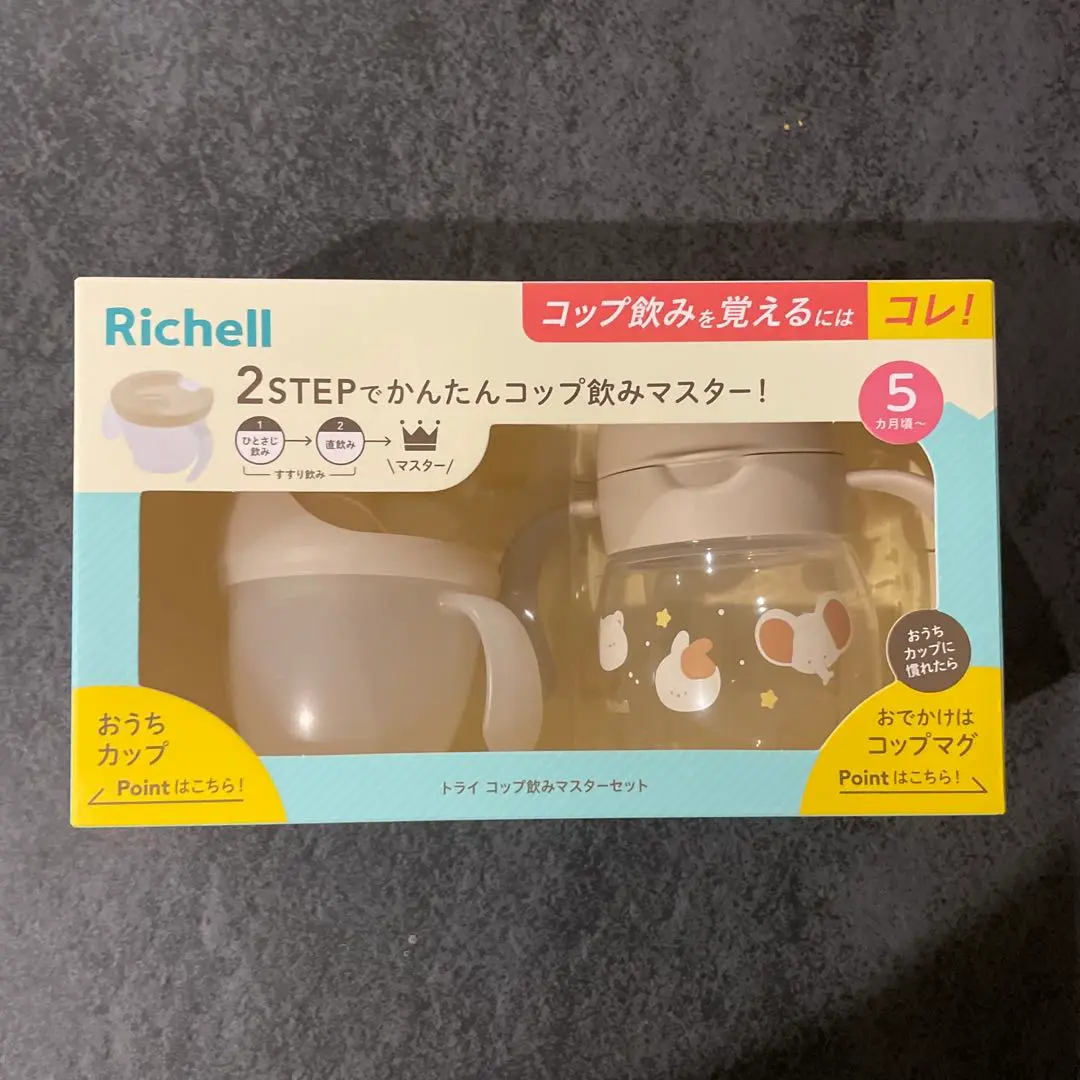 Richell
コップ飲みを覚えるには コレ!
2STEPでかんたんコップ飲みマスター!
5
カ月頃~
1
ひとさじ
飲み
2
直飲み
すすり飲み
\マスター/
おうち
カップに
慣れたら
おうち
カップ
Pointはこちら!
トライ コップ飲みマスターセット
おでかけは
コップマグ
Pointはこちら!